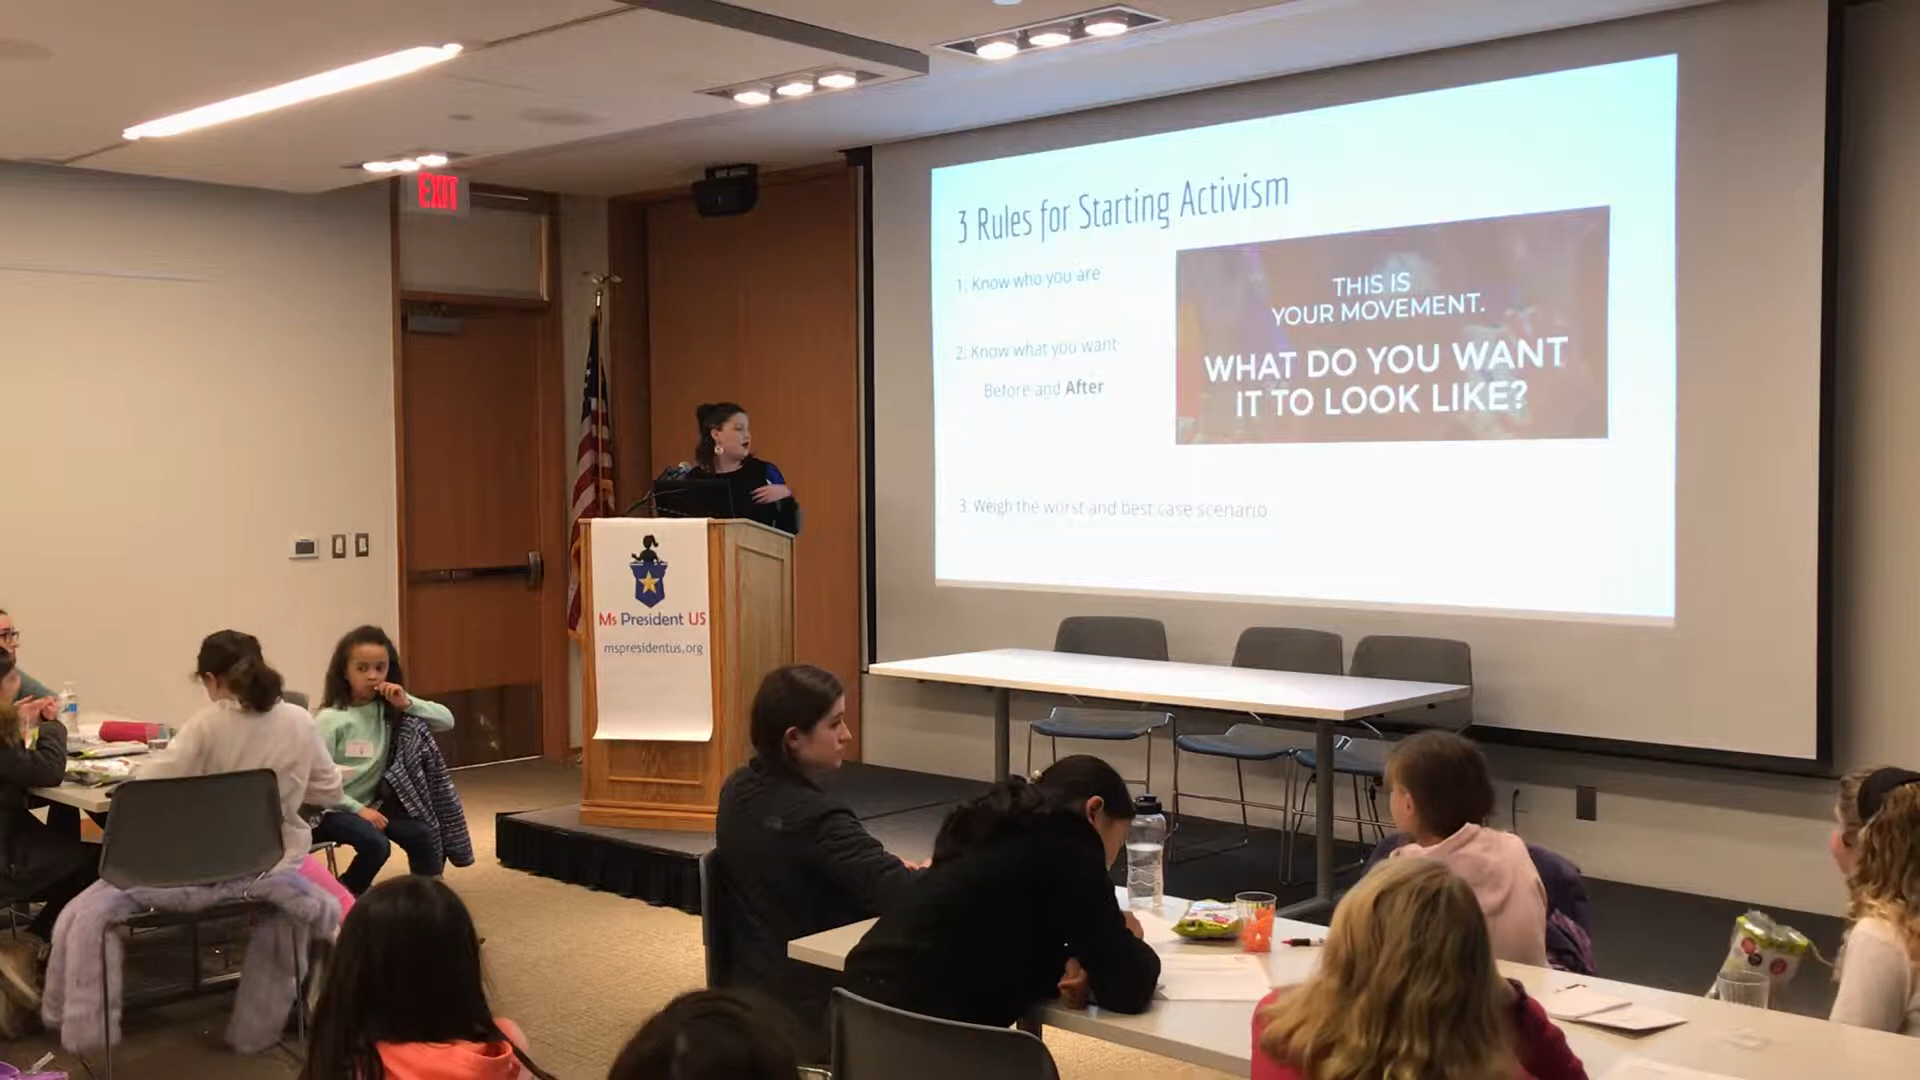 EXIT
3 Rules for Starting Activism
1. Know who you are
2. Know what you want
Before and After
3. Weigh the worst and best case scenario.
THIS IS
YOUR MOVEMENT.
WHAT DO YOU WANT
IT TO LOOK LIKE?
Ms President US
mspresidentus.org